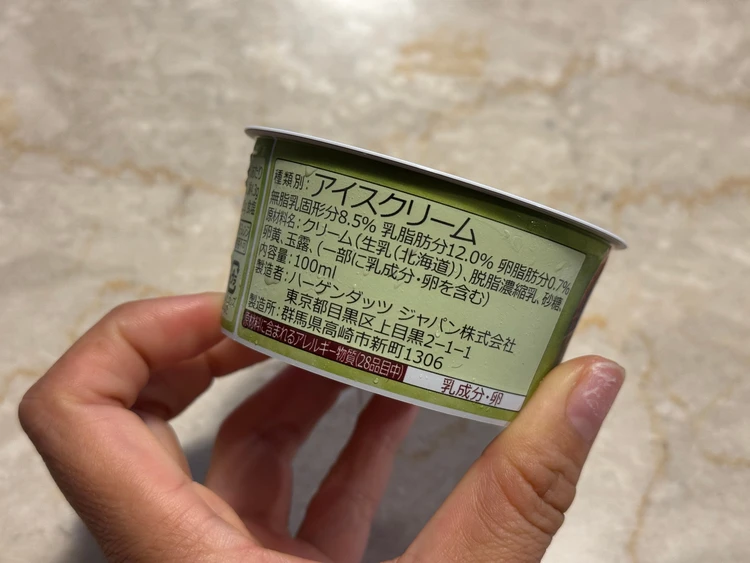 種類別：アイスクリーム
無脂乳固形分8.5% 乳脂肪分12.0% 卵脂肪分0.7%
原材料名：クリーム（生乳（北海道））、脱脂濃縮乳、砂糖、
卵黄、玉露、（一部に乳成分・卵を含む）
内容量：100ml
製造者：ハーゲンダッツ ジャパン株式会社
東京都目黒区上目黒2-1-1
製造所：群馬県高崎市新町1306
原材料に含まれるアレルギー物質（28品目中） 乳成分・卵